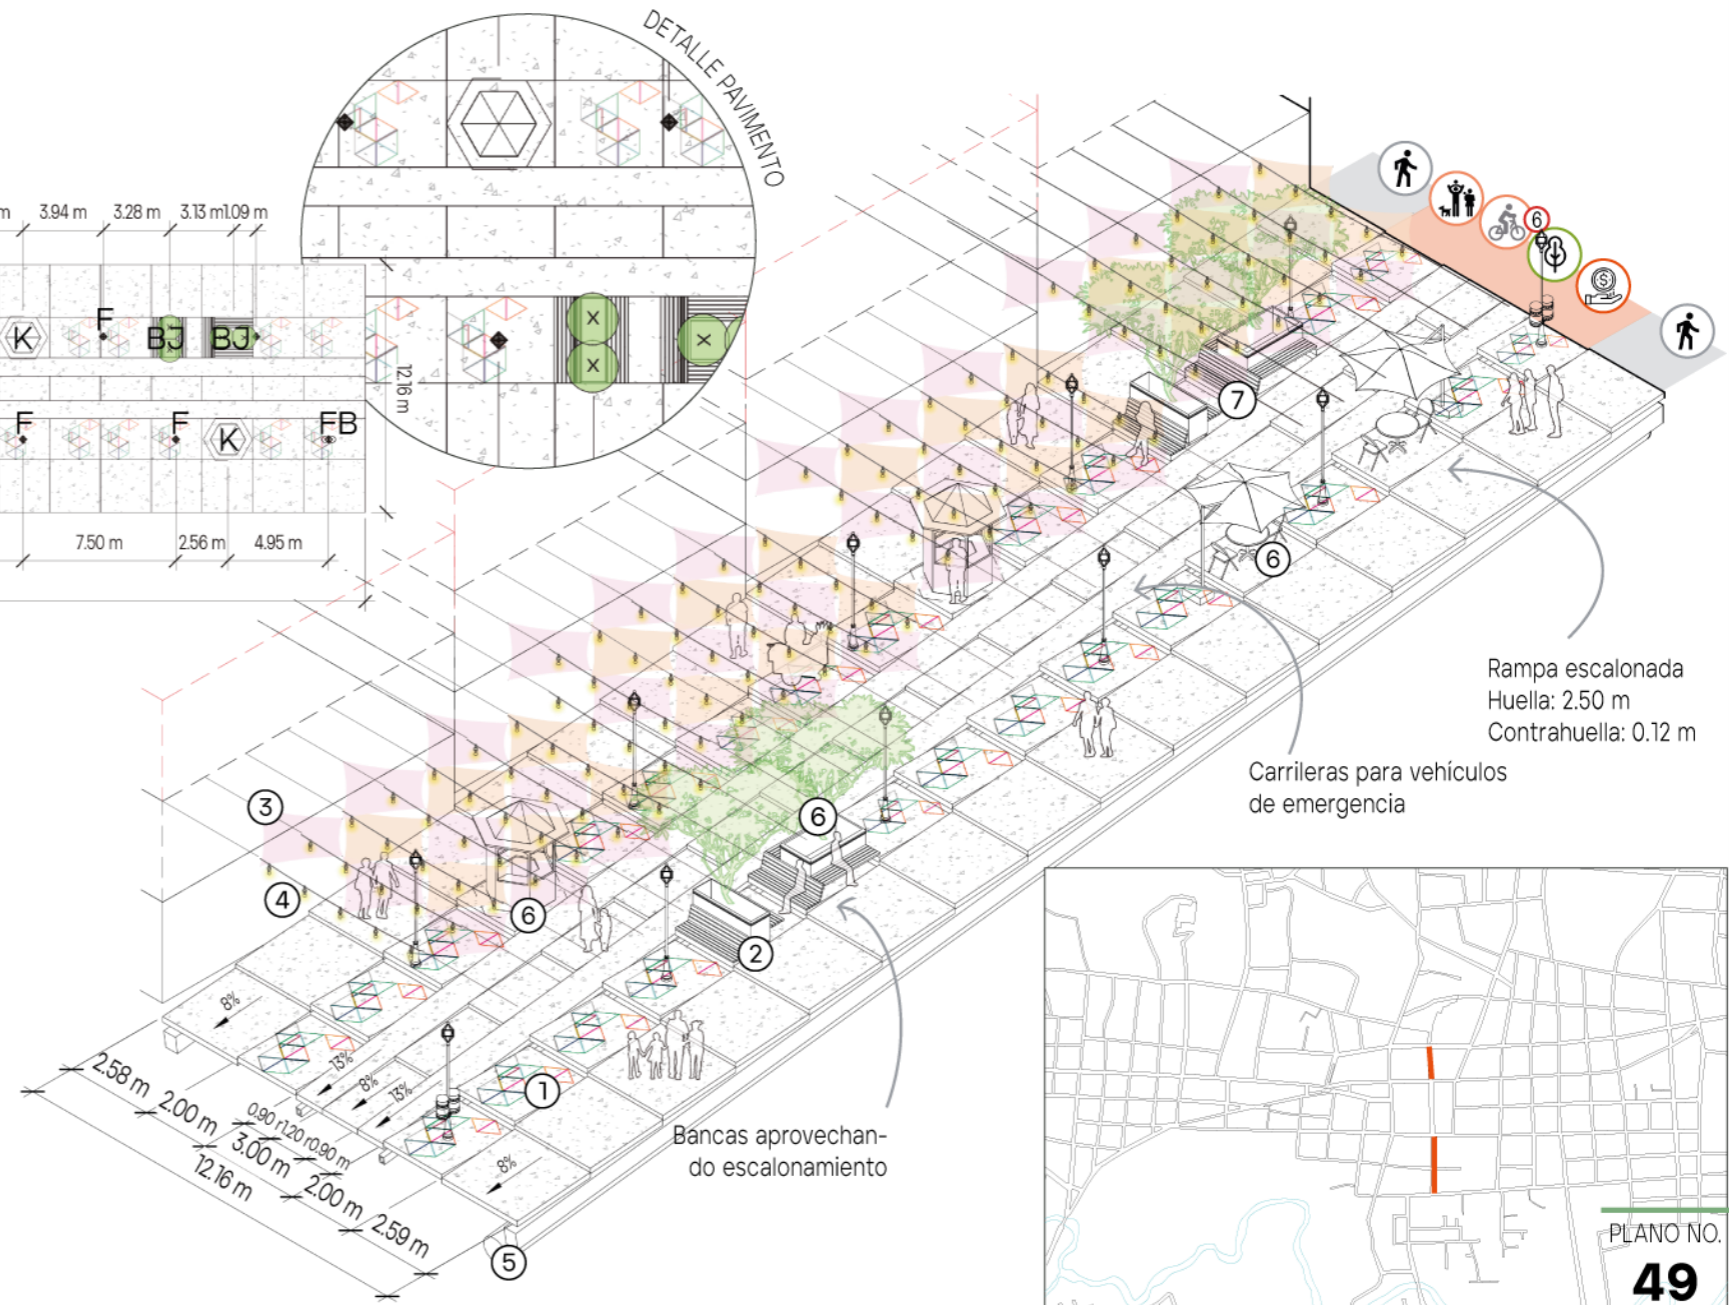 DETALLE PAVIMENTO
m
3.94 m
3.28 m
3.13 m
1.09 m
K
F
BJ
BJ
F
F
K
FB
12.16 m
7.50 m
2.56 m
4.95 m
X
X
X
6
7
6
Rampa escalonada
Huella: 2.50 m
Contrahuella: 0.12 m
Carrileras para vehículos
de emergencia
3
4
6
6
2
1
8%
13%
8%
13%
8%
2.58 m
2.00 m
0.90
1.20
0.90 m
3.00 m
2.00 m
2.59 m
12.16 m
Bancas aprovechan-
do escalonamiento
5
$
PLANO NO.
49